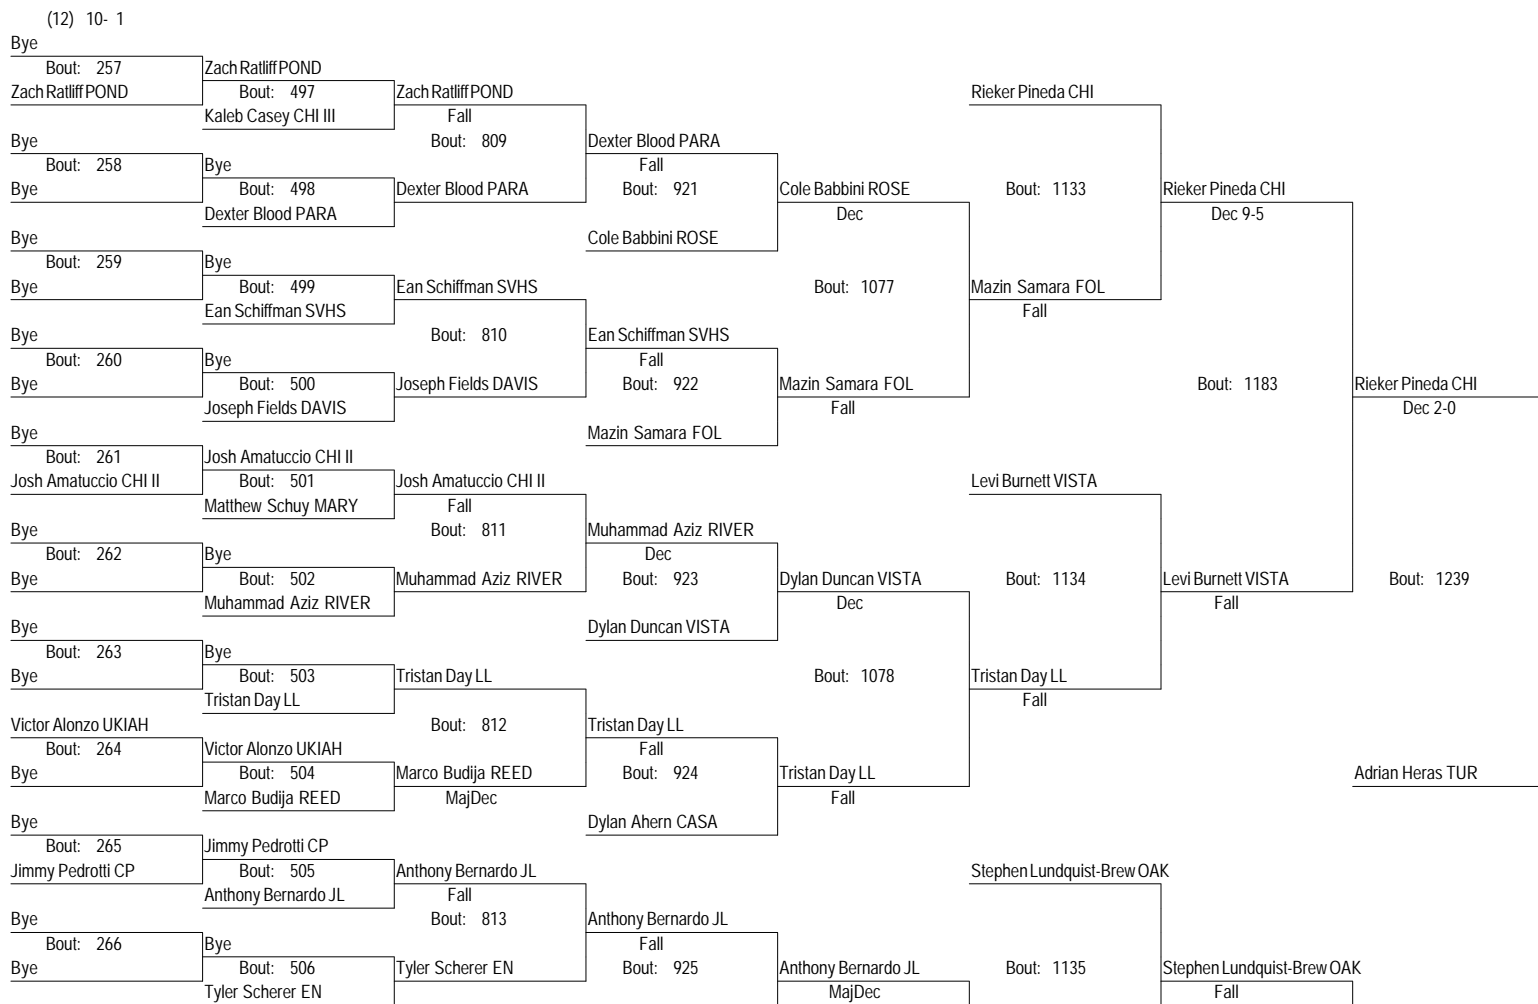 (12) 10- 1
Bye
Bout: 257 Zach Ratliff POND
Zach Ratliff POND Bout: 497 Zach Ratliff POND Rieker Pineda CHI
Kaleb Casey CHI III Fall
Bye Bout: 809 Dexter Blood PARA
Bout: 258 Bye Fall
Bye Bout: 498 Dexter Blood PARA Bout: 921 Cole Babbini ROSE Bout: 1133 Rieker Pineda CHI
Dexter Blood PARA Dec Dec 9-5
Bye Cole Babbini ROSE
Bout: 259 Bye
Bye Bout: 499 Ean Schiffman SVHS Bout: 1077 Mazin Samara FOL
Ean Schiffman SVHS Fall
Bye Bout: 810 Ean Schiffman SVHS
Bout: 260 Bye Fall
Bye Bout: 500 Joseph Fields DAVIS Bout: 922 Mazin Samara FOL Bout: 1183 Rieker Pineda CHI
Joseph Fields DAVIS Fall Dec 2-0
Bye Mazin Samara FOL
Bout: 261 Josh Amatuccio CHI II
Josh Amatuccio CHI II Bout: 501 Josh Amatuccio CHI II Levi Burnett VISTA
Matthew Schuy MARY Fall
Bye Bout: 811 Muhammad Aziz RIVER
Bout: 262 Bye Dec
Bye Bout: 502 Muhammad Aziz RIVER Bout: 923 Dylan Duncan VISTA Bout: 1134 Levi Burnett VISTA Bout: 1239
Muhammad Aziz RIVER Dec Fall
Bye Dylan Duncan VISTA
Bout: 263 Bye
Bye Bout: 503 Tristan Day LL Bout: 1078 Tristan Day LL
Tristan Day LL Fall
Victor Alonzo UKIAH Bout: 812 Tristan Day LL
Bout: 264 Victor Alonzo UKIAH Fall
Bye Bout: 504 Marco Budija REED Bout: 924 Tristan Day LL Adrian Heras TUR
Marco Budija REED MajDec Fall
Bye Dylan Ahern CASA
Bout: 265 Jimmy Pedrotti CP
Jimmy Pedrotti CP Bout: 505 Anthony Bernardo JL Stephen Lundquist-Brew OAK
Anthony Bernardo JL Fall
Bye Bout: 813 Anthony Bernardo JL
Bout: 266 Bye Fall
Bye Bout: 506 Tyler Scherer EN Bout: 925 Anthony Bernardo JL Bout: 1135 Stephen Lundquist-Brew OAK
Tyler Scherer EN MajDec Fall